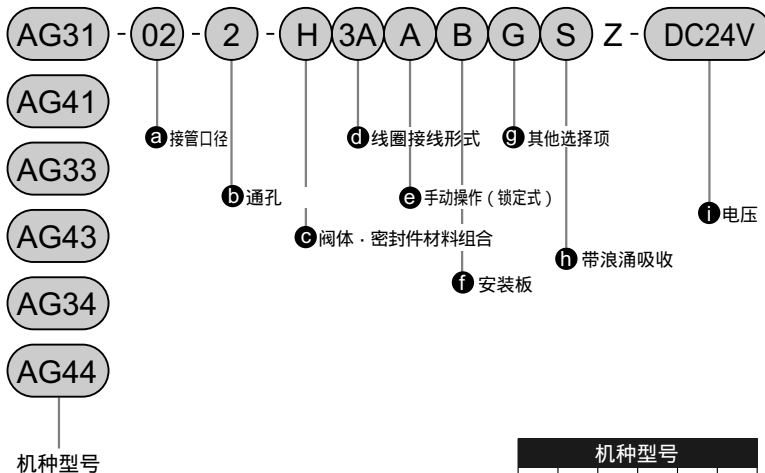 AG31 - 02 - 2 - H 3A A B G S Z - DC24V
AG41
a 接管口径
d 线圈接线形式
g 其他选择项
AG33
b 通孔
e 手动操作（锁定式）
i 电压
AG43
c 阀体·密封件材料组合
h 带浪涌吸收
f 安装板
AG34
AG44
机种型号
机种型号